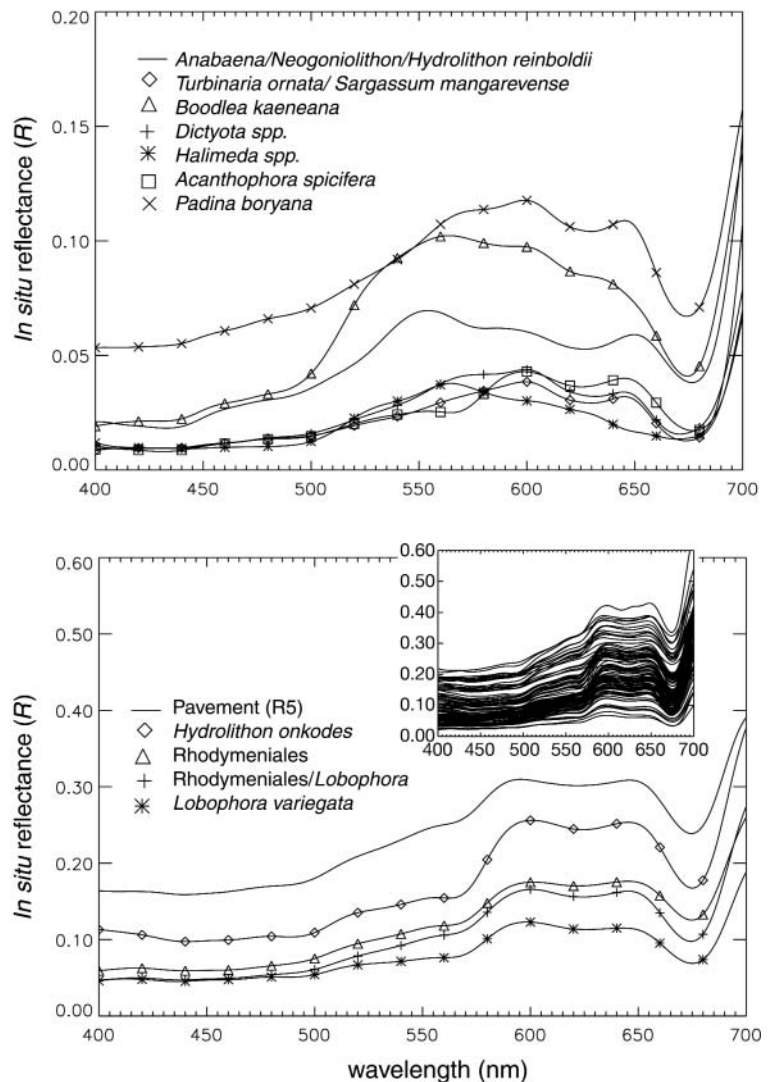 0.20
Anabaena/Neogoniolithon/Hydrolithon reinboldii
Turbinaria ornata/ Sargassum mangarevense
Boodlea kaeneana
Dictyota spp.
Halimeda spp.
Acanthophora spicifera
Padina boryana
0.15
0.10
0.05
0.00
In situ reflectance (R)
400 450 500 550 600 650 700
0.60
0.50
0.40
0.30
0.20
0.10
0.00
400 450 500 550 600 650 700
0.60
0.50
0.40
0.30
0.20
0.10
0.00
In situ reflectance (R)
Pavement (R5)
Hydrolithon onkodes
Rhodymeniales
Rhodymeniales/Lobophora
Lobophora variegata
400 450 500 550 600 650 700
wavelength (nm)